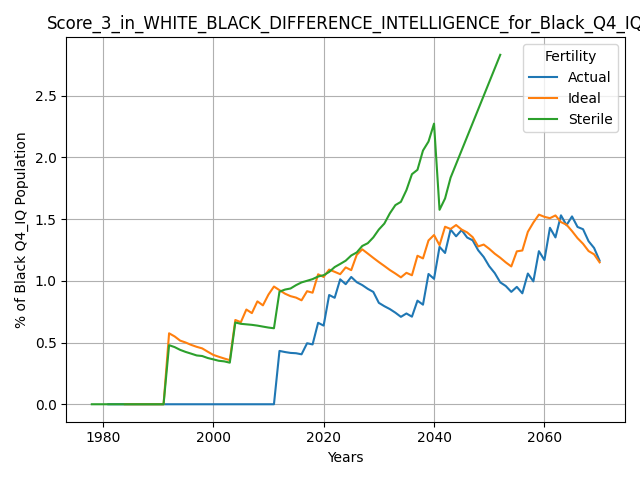 Score_3_in_WHITE_BLACK_DIFFERENCE_INTELLIGENCE_for_Black_Q4_IQ
Fertility
Actual
Ideal
Sterile
% of Black Q4_IQ Population
2.5
2.0
1.5
1.0
0.5
0.0
1980 2000 2020 2040 2060
Years